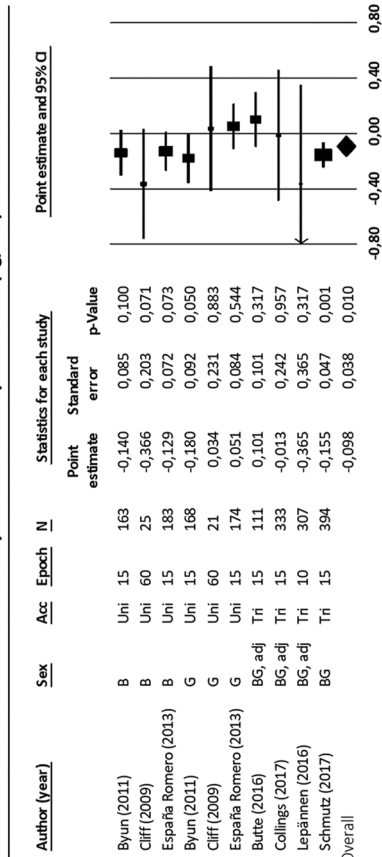 Statistics for each study Point estimate and 95% CI
Author (year) Sex Acc Epoch N Point estimate Standard error p-Value
Byun (2011) B Uni 15 163 -0,140 0,085 0,100
Cliff (2009) B Uni 60 25 -0,366 0,203 0,071
España Romero (2013) B Uni 15 183 -0,129 0,072 0,073
Byun (2011) G Uni 15 168 -0,180 0,092 0,050
Cliff (2009) G Uni 60 21 0,034 0,231 0,883
España Romero (2013) G Uni 15 174 0,051 0,084 0,544
Butte (2016) BG, adj Tri 15 111 0,101 0,101 0,317
Collings (2017) BG, adj Tri 15 333 -0,013 0,242 0,957
Lepännen (2016) BG, adj Tri 10 307 -0,365 0,365 0,317
Schmutz (2017) BG Tri 15 394 -0,155 0,047 0,001
Overall -0,098 0,038 0,010
-0,80 -0,40 0,00 0,40 0,80